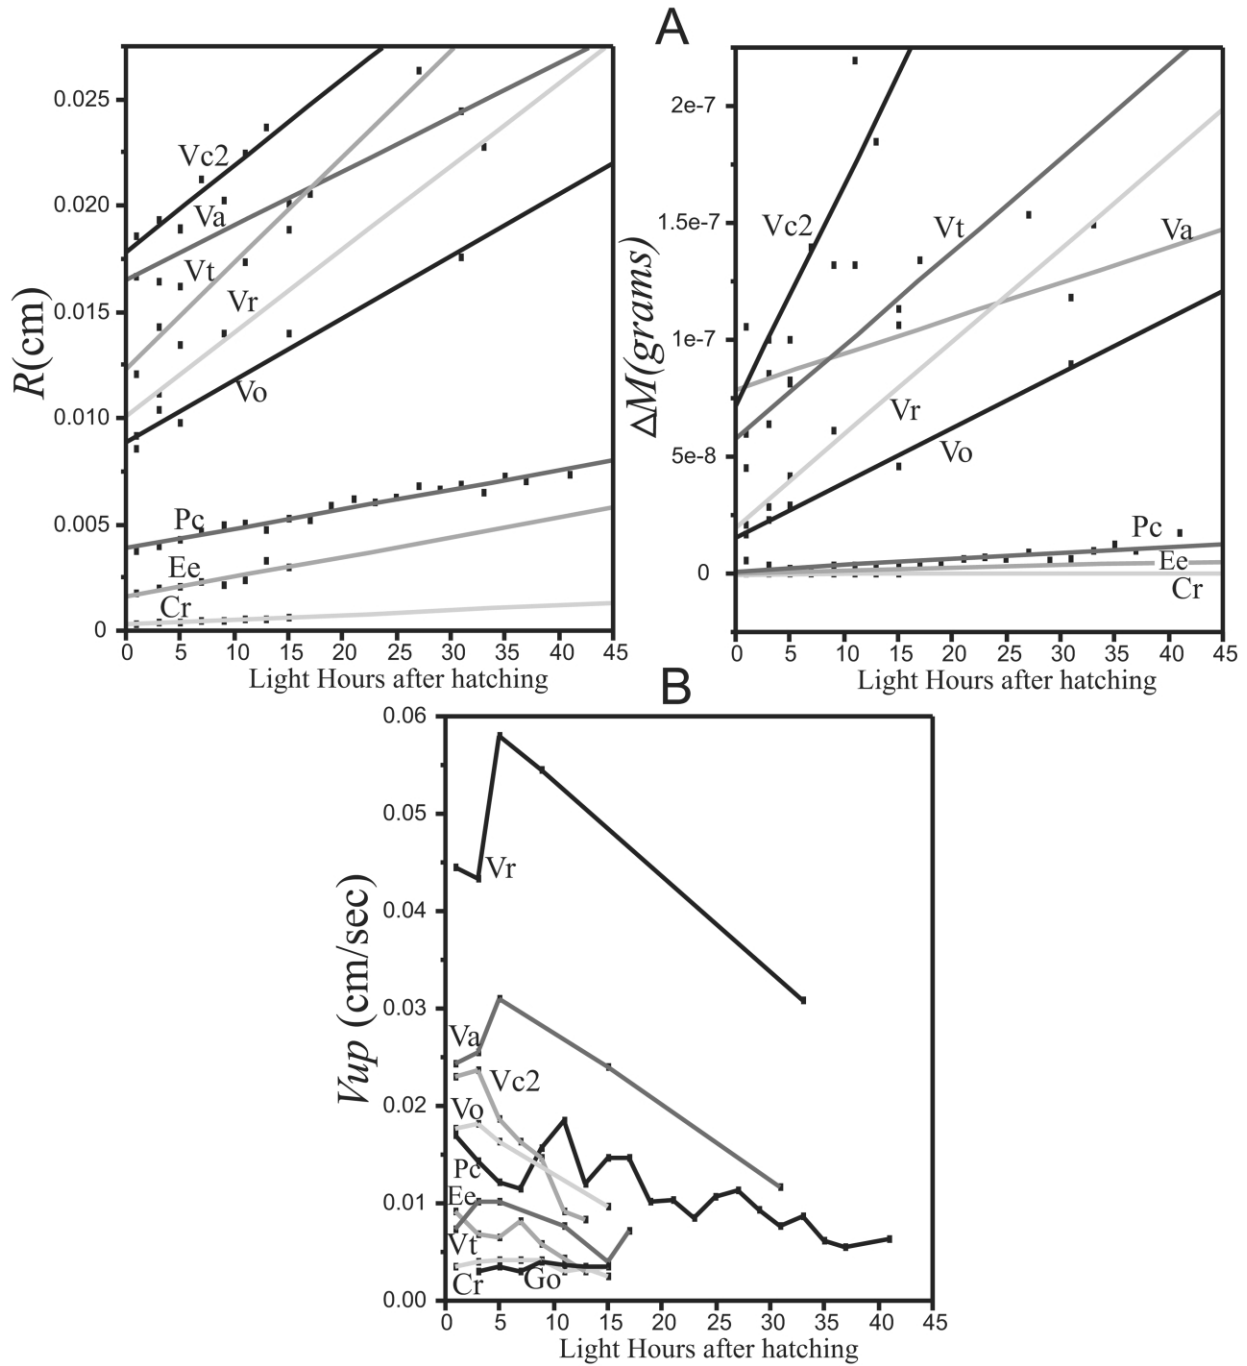 A
R(cm)
0.025
0.020
0.015
0.010
0.005
0
Vc2
Va
Vt
Vr
Vo
Pc
Ee
Cr
0 5 10 15 20 25 30 35 40 45
Light Hours after hatching
ΔM(grams)
2e-7
1.5e-7
1e-7
5e-8
0
Vc2
Vt
Va
Vr
Vo
Pc
Ee
Cr
0 5 10 15 20 25 30 35 40 45
Light Hours after hatching
B
Vup (cm/sec)
0.06
0.05
0.04
0.03
0.02
0.01
0.00
Vr
Va
Vc2
Vo
Pc
Ee
Vt
Cr Go
0 5 10 15 20 25 30 35 40 45
Light Hours after hatching